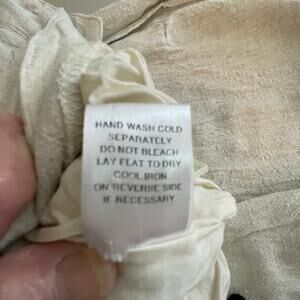 HAND WASH COLD
SEPARATELY
DO NOT BLEACH
LAY FLAT TO DRY
COOL IRON
ON REVERSE SIDE
IF NECESSARY